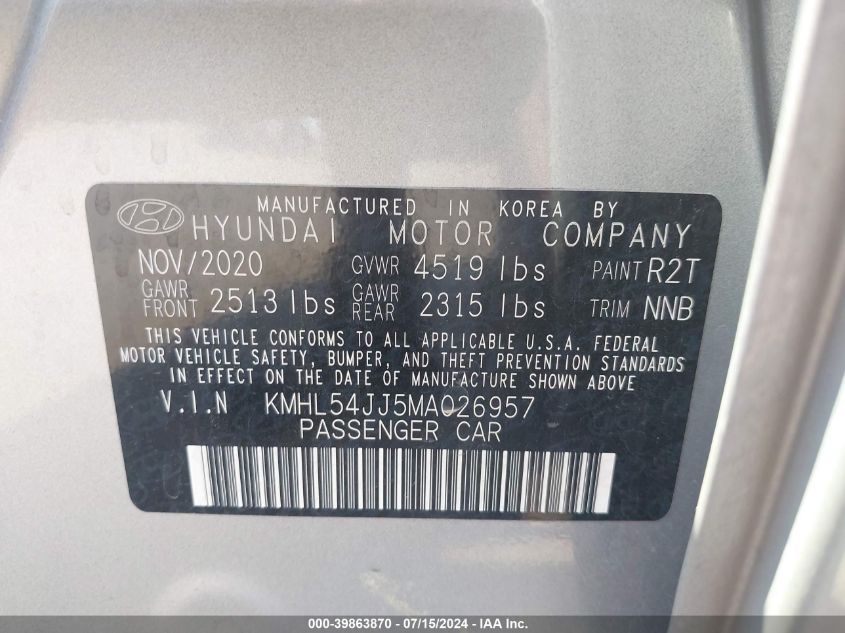 MANUFACTURED IN KOREA BY
HYUNDAI MOTOR COMPANY
NOV/2020 GVWR 4519 lbs PAINT R2T
GAWR FRONT 2513 lbs GAWR REAR 2315 lbs TRIM NNB
THIS VEHICLE CONFORMS TO ALL APPLICABLE U.S.A. FEDERAL
MOTOR VEHICLE SAFETY, BUMPER, AND THEFT PREVENTION STANDARDS
IN EFFECT ON THE DATE OF MANUFACTURE SHOWN ABOVE
V.I.N KMHL54JJ5MA026957
PASSENGER CAR
000-39863870 - 07/15/2024 - IAA Inc.